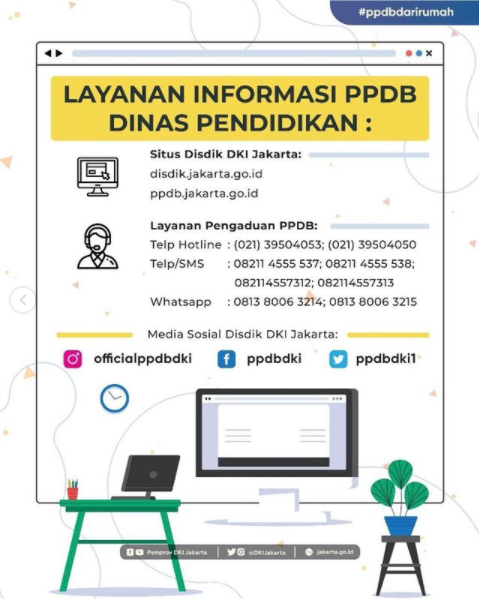 #ppdbdarirumah
LAYANAN INFORMASI PPDB
DINAS PENDIDIKAN :
Situs Disdik DKI Jakarta:
disdik.jakarta.go.id
ppdb.jakarta.go.id
Layanan Pengaduan PPDB:
Telp Hotline : (021) 39504053; (021) 39504050
Telp/SMS : 08211 4555 537; 08211 4555 538;
082114557312; 082114557313
Whatsapp : 0813 8006 3214; 0813 8006 3215
Media Sosial Disdik DKI Jakarta:
officialppdbdki ppdbdki ppdbdki1
Pemprov DKI Jakarta @DKIJakarta jakarta.go.id